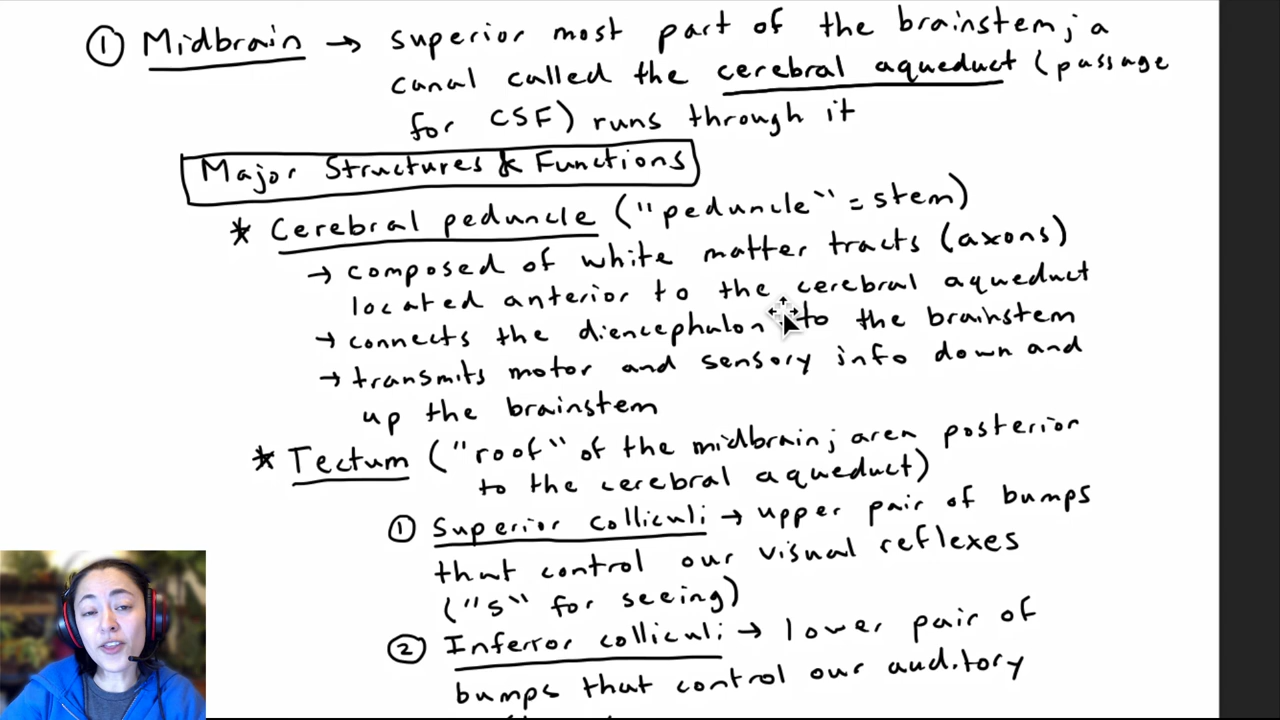 ① Midbrain → superior most part of the brainstem; a
canal called the cerebral aqueduct (passage
for CSF) runs through it
Major Structures & Functions
* Cerebral peduncle ("peduncle" = stem)
→ composed of white matter tracts (axons)
located anterior to the cerebral aqueduct
→ connects the diencephalon to the brainstem
→ transmits motor and sensory info down and
up the brainstem
* Tectum ("roof" of the midbrain; area posterior
to the cerebral aqueduct)
① Superior colliculi → upper pair of bumps
that control our visual reflexes
("s" for seeing)
② Inferior colliculi → lower pair of
bumps that control our auditory